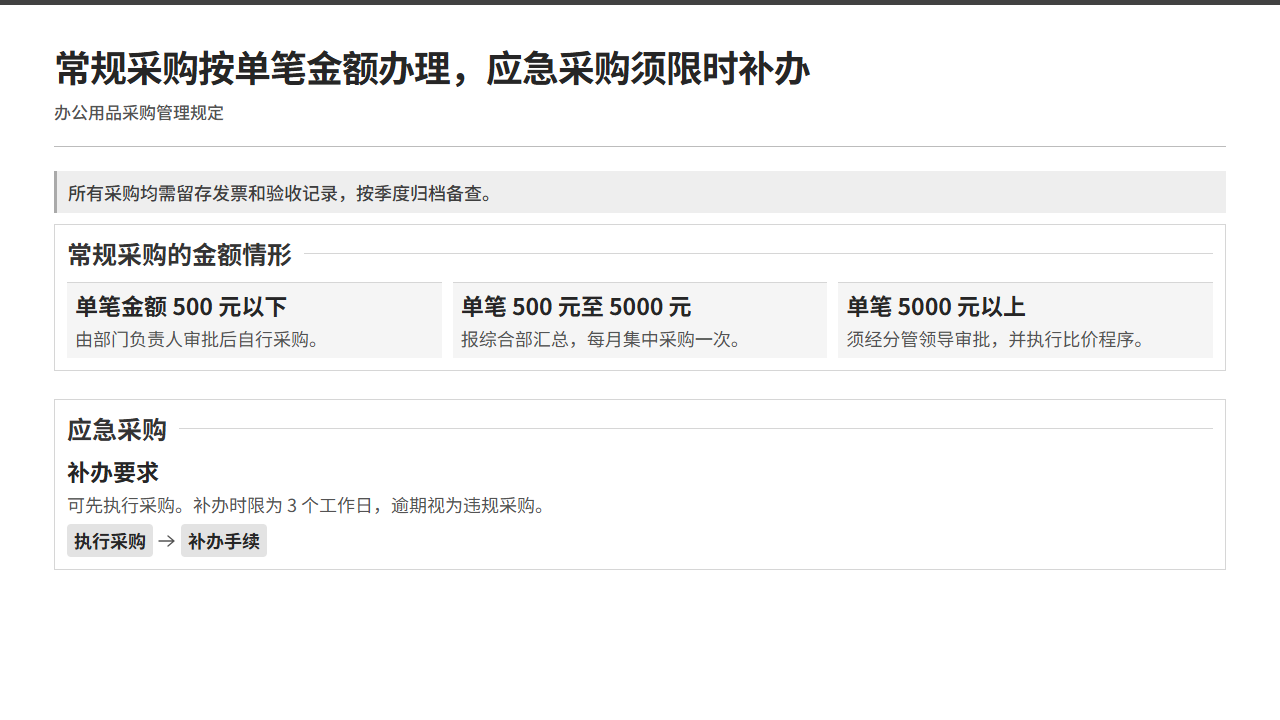 常规采购按单笔金额办理，应急采购须限时补办
办公用品采购管理规定
所有采购均需留存发票和验收记录，按季度归档备查。
常规采购的金额情形
单笔金额 500 元以下
由部门负责人审批后自行采购。
单笔 500 元至 5000 元
报综合部汇总，每月集中采购一次。
单笔 5000 元以上
须经分管领导审批，并执行比价程序。
应急采购
补办要求
可先执行采购。补办时限为 3 个工作日，逾期视为违规采购。
执行采购 → 补办手续